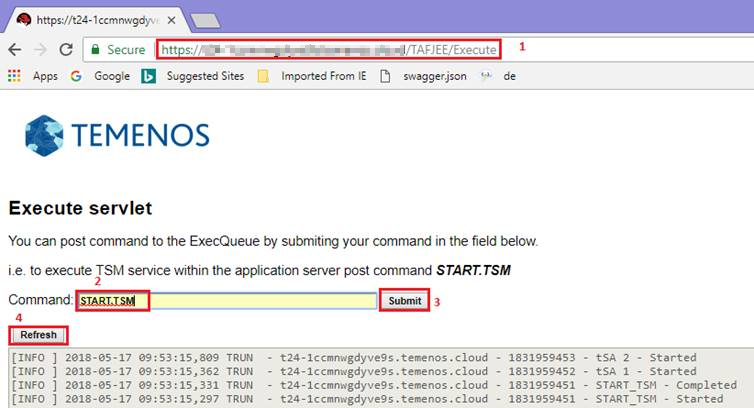 https://t24-1ccmnwgdyve
Secure
https://
/TAFJEE/Execute
1
Apps
Google
Suggested Sites
Imported From IE
swagger.json
de
TEMENOS
Execute servlet
You can post command to the ExecQueue by submiting your command in the field below.
i.e. to execute TSM service within the application server post command START.TSM
2
Command: START.TSM Submit 3
4
Refresh
[INFO ] 2018-05-17 09:53:15,809 TRUN  - t24-1ccmnwgdyve9s.temenos.cloud - 1831959453 - tSA 2 - Started
[INFO ] 2018-05-17 09:53:15,362 TRUN  - t24-1ccmnwgdyve9s.temenos.cloud - 1831959452 - tSA 1 - Started
[INFO ] 2018-05-17 09:53:15,331 TRUN  - t24-1ccmnwgdyve9s.temenos.cloud - 1831959451 - START_TSM - Completed
[INFO ] 2018-05-17 09:53:15,297 TRUN  - t24-1ccmnwgdyve9s.temenos.cloud - 1831959451 - START_TSM - Started